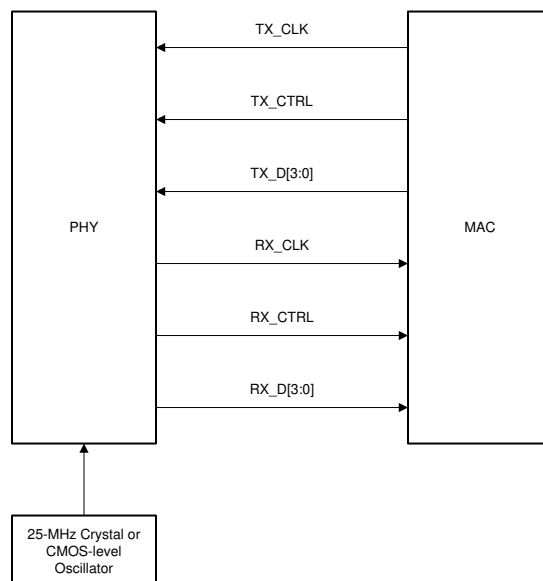 TX_CLK
TX_CTRL
TX_D[3:0]
PHY
MAC
RX_CLK
RX_CTRL
RX_D[3:0]
25-MHz Crystal or
CMOS-level
Oscillator